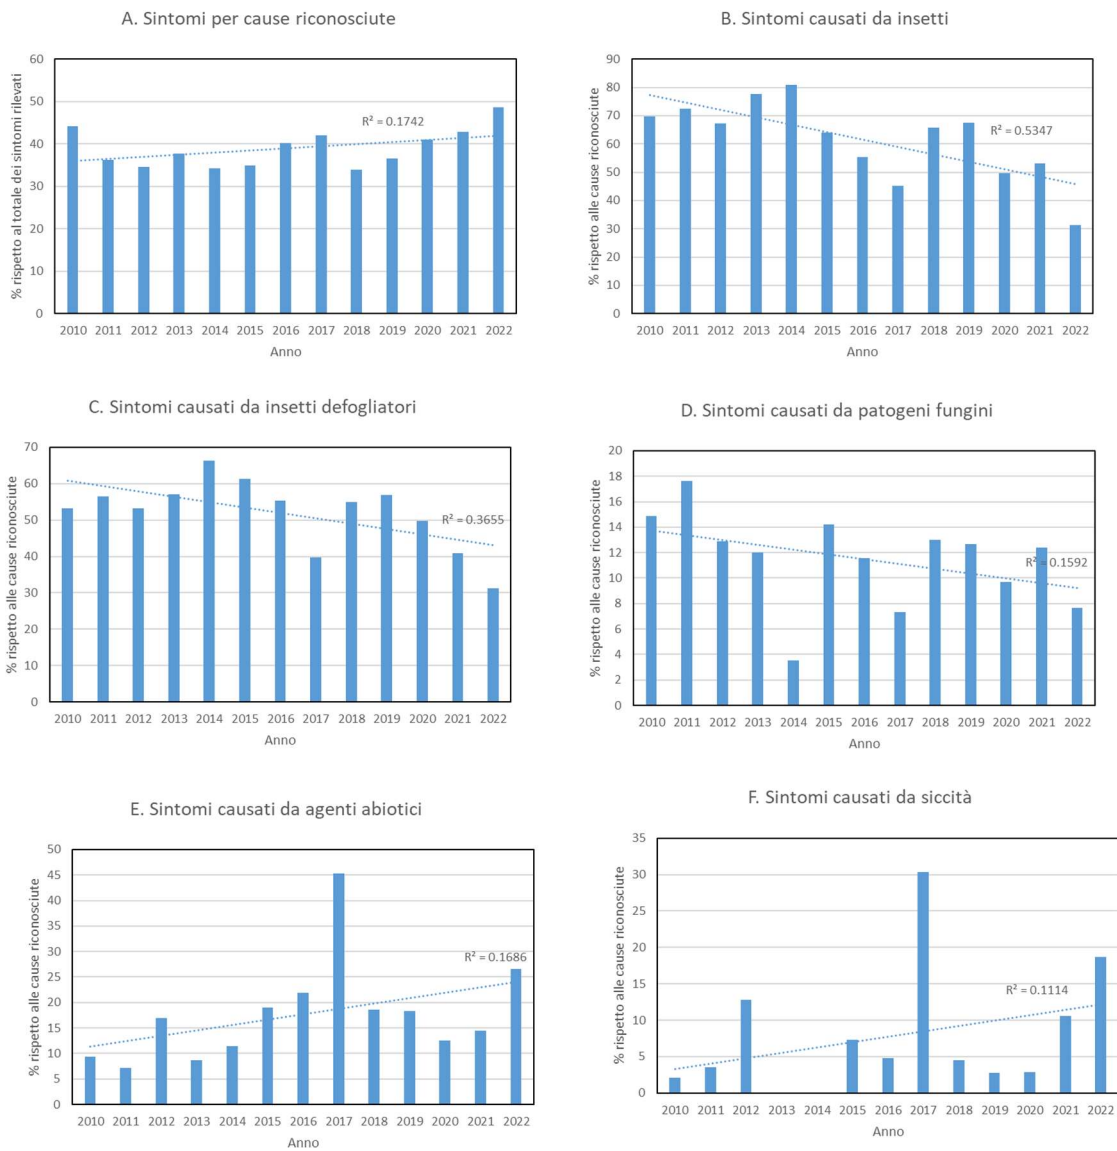 A. Sintomi per cause riconosciute
% rispetto al totale dei sintomi rilevati
60
50
40
30
20
10
0
R² = 0.1742
2010 2011 2012 2013 2014 2015 2016 2017 2018 2019 2020 2021 2022
Anno
B. Sintomi causati da insetti
% rispetto alle cause riconosciute
90
80
70
60
50
40
30
20
10
0
R² = 0.5347
2010 2011 2012 2013 2014 2015 2016 2017 2018 2019 2020 2021 2022
Anno
C. Sintomi causati da insetti defogliatori
% rispetto alle cause riconosciute
70
60
50
40
30
20
10
0
R² = 0.3655
2010 2011 2012 2013 2014 2015 2016 2017 2018 2019 2020 2021 2022
Anno
D. Sintomi causati da patogeni fungini
% rispetto alle cause riconosciute
20
18
16
14
12
10
8
6
4
2
0
R² = 0.1592
2010 2011 2012 2013 2014 2015 2016 2017 2018 2019 2020 2021 2022
Anno
E. Sintomi causati da agenti abiotici
% rispetto alle cause riconosciute
50
45
40
35
30
25
20
15
10
5
0
R² = 0.1686
2010 2011 2012 2013 2014 2015 2016 2017 2018 2019 2020 2021 2022
Anno
F. Sintomi causati da siccità
% rispetto alle cause riconosciute
35
30
25
20
15
10
5
0
R² = 0.1114
2010 2011 2012 2013 2014 2015 2016 2017 2018 2019 2020 2021 2022
Anno